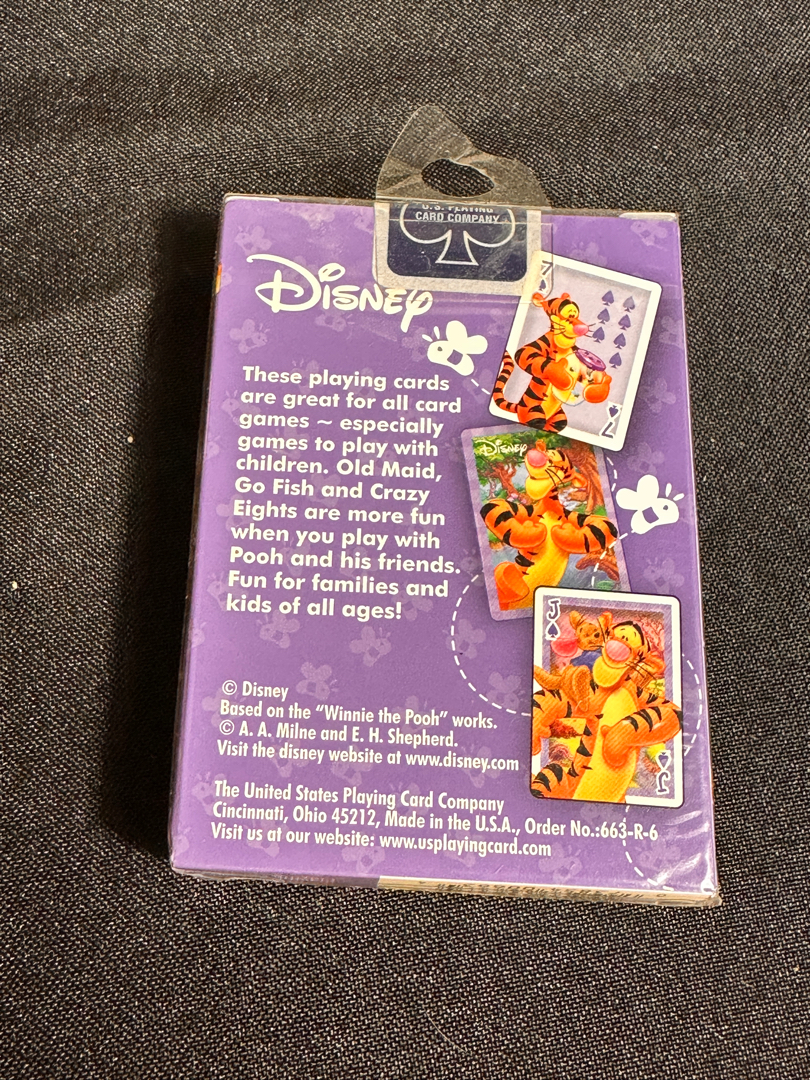 U.S. PLAYING
CARD COMPANY
DISNEY
7
DISNEY
7
J
J
These playing cards
are great for all card
games ~ especially
games to play with
children. Old Maid,
Go Fish and Crazy
Eights are more fun
when you play with
Pooh and his friends.
Fun for families and
kids of all ages!
© Disney
Based on the “Winnie the Pooh” works.
© A. A. Milne and E. H. Shepherd.
Visit the disney website at www.disney.com
The United States Playing Card Company
Cincinnati, Ohio 45212, Made in the U.S.A., Order No.:663-R-6
Visit us at our website: www.usplayingcard.com